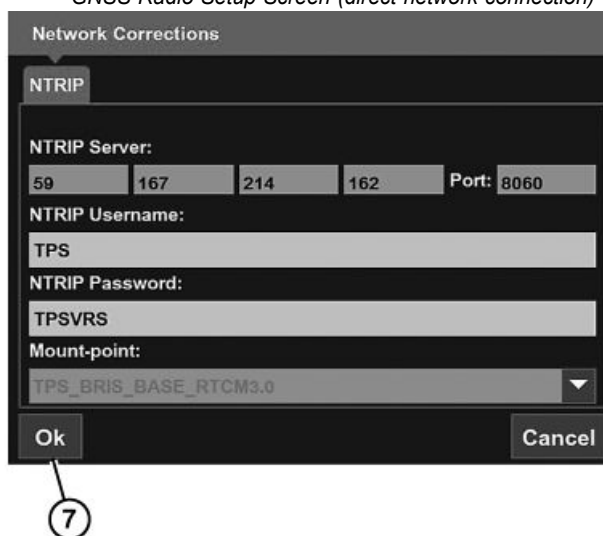 GNSS Radio Setup Screen (direct network connection)
Network Corrections
NTRIP
NTRIP Server:
59 167 214 162 Port: 8060
NTRIP Username:
TPS
NTRIP Password:
TPSVRS
Mount-point:
TPS_BRIS_BASE_RTCM3.0
Ok Cancel
7